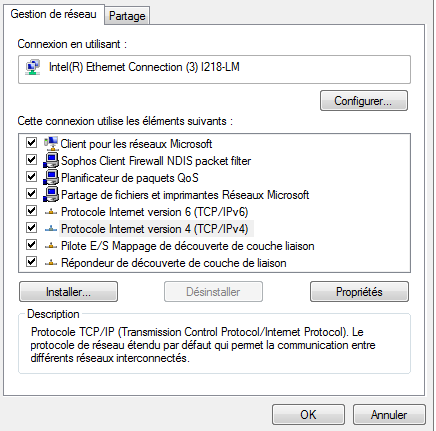 Gestion de réseau
Partage
Connexion en utilisant :
Intel(R) Ethernet Connection (3) I218-LM
Configurer...
Cette connexion utilise les éléments suivants :
Client pour les réseaux Microsoft
Sophos Client Firewall NDIS packet filter
Planificateur de paquets QoS
Partage de fichiers et imprimantes Réseaux Microsoft
Protocole Internet version 6 (TCP/IPv6)
Protocole Internet version 4 (TCP/IPv4)
Pilote E/S Mappage de découverte de couche liaison
Répondeur de découverte de couche de liaison
Installer...
Désinstaller
Propriétés
Description
Protocole TCP/IP (Transmission Control Protocol/Internet Protocol). Le
protocole de réseau étendu par défaut qui permet la communication entre
différents réseaux interconnectés.
OK
Annuler